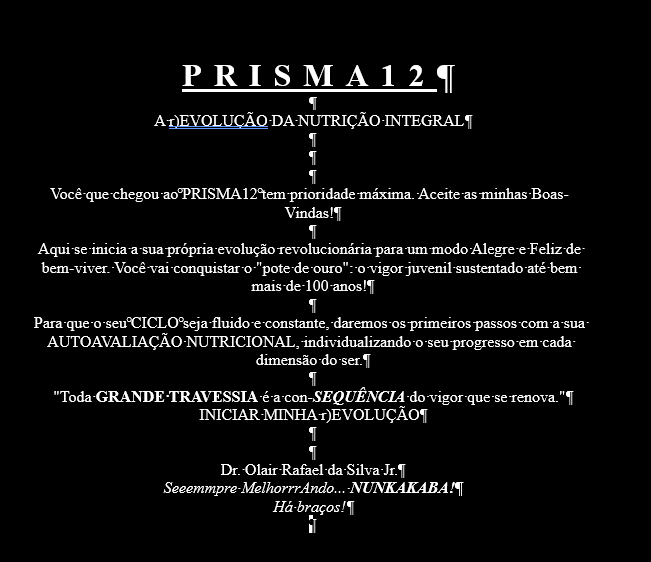 P R I S M A 1 2
A r)EVOLUÇÃO DA NUTRIÇÃO INTEGRAL
Você que chegou ao PRISMA12 tem prioridade máxima. Aceite as minhas Boas-
Vindas!
Aqui se inicia a sua própria evolução revolucionária para um modo Alegre e Feliz de
bem-viver. Você vai conquistar o "pote de ouro": o vigor juvenil sustentado até bem
mais de 100 anos!
Para que o seu CICLO seja fluido e constante, daremos os primeiros passos com a sua
AUTOAVALIAÇÃO NUTRICIONAL, individualizando o seu progresso em cada
dimensão do ser.
"Toda GRANDE TRAVESSIA é a con-SEQUÊNCIA do vigor que se renova."
INICIAR MINHA r)EVOLUÇÃO
Dr. Olair Rafael da Silva Jr.
Seeemmpre MelhorrrAndo... NUNKAKABA!
Há braços!